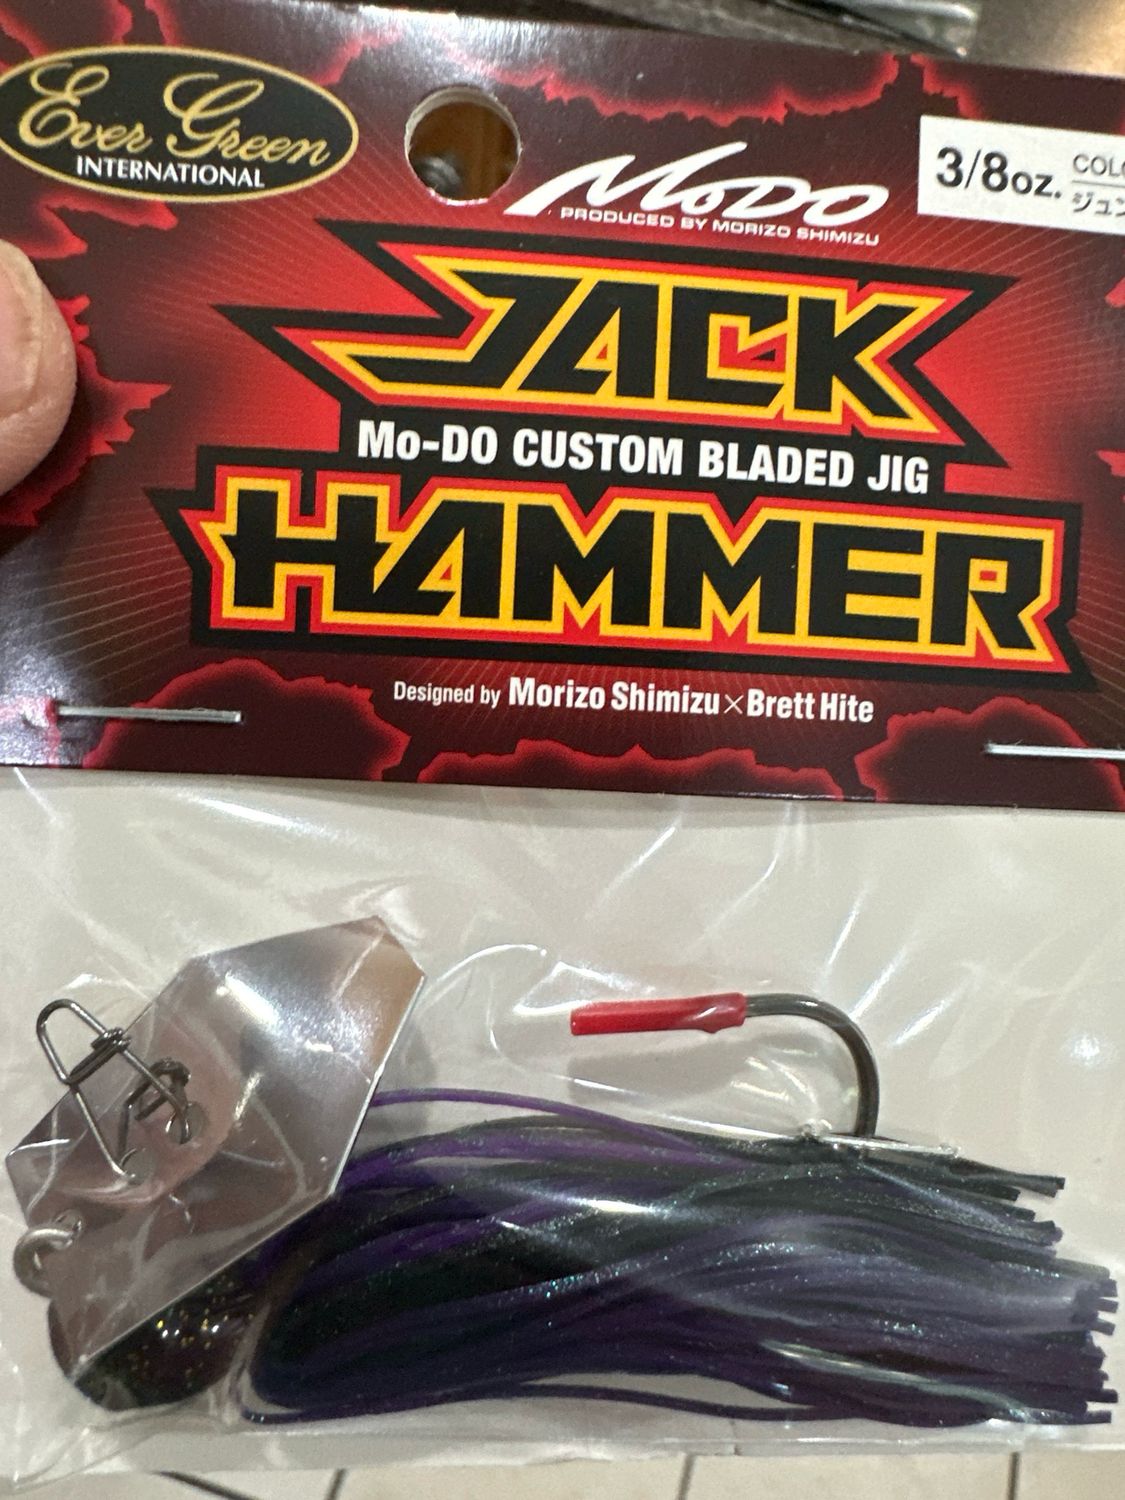 Ever Green
INTERNATIONAL
MoDO
PRODUCED BY MORIZO SHIMIZU
3/8oz.
JACK
Mo-DO CUSTOM BLADED JIG
HAMMER
Designed by Morizo Shimizu×Brett Hite